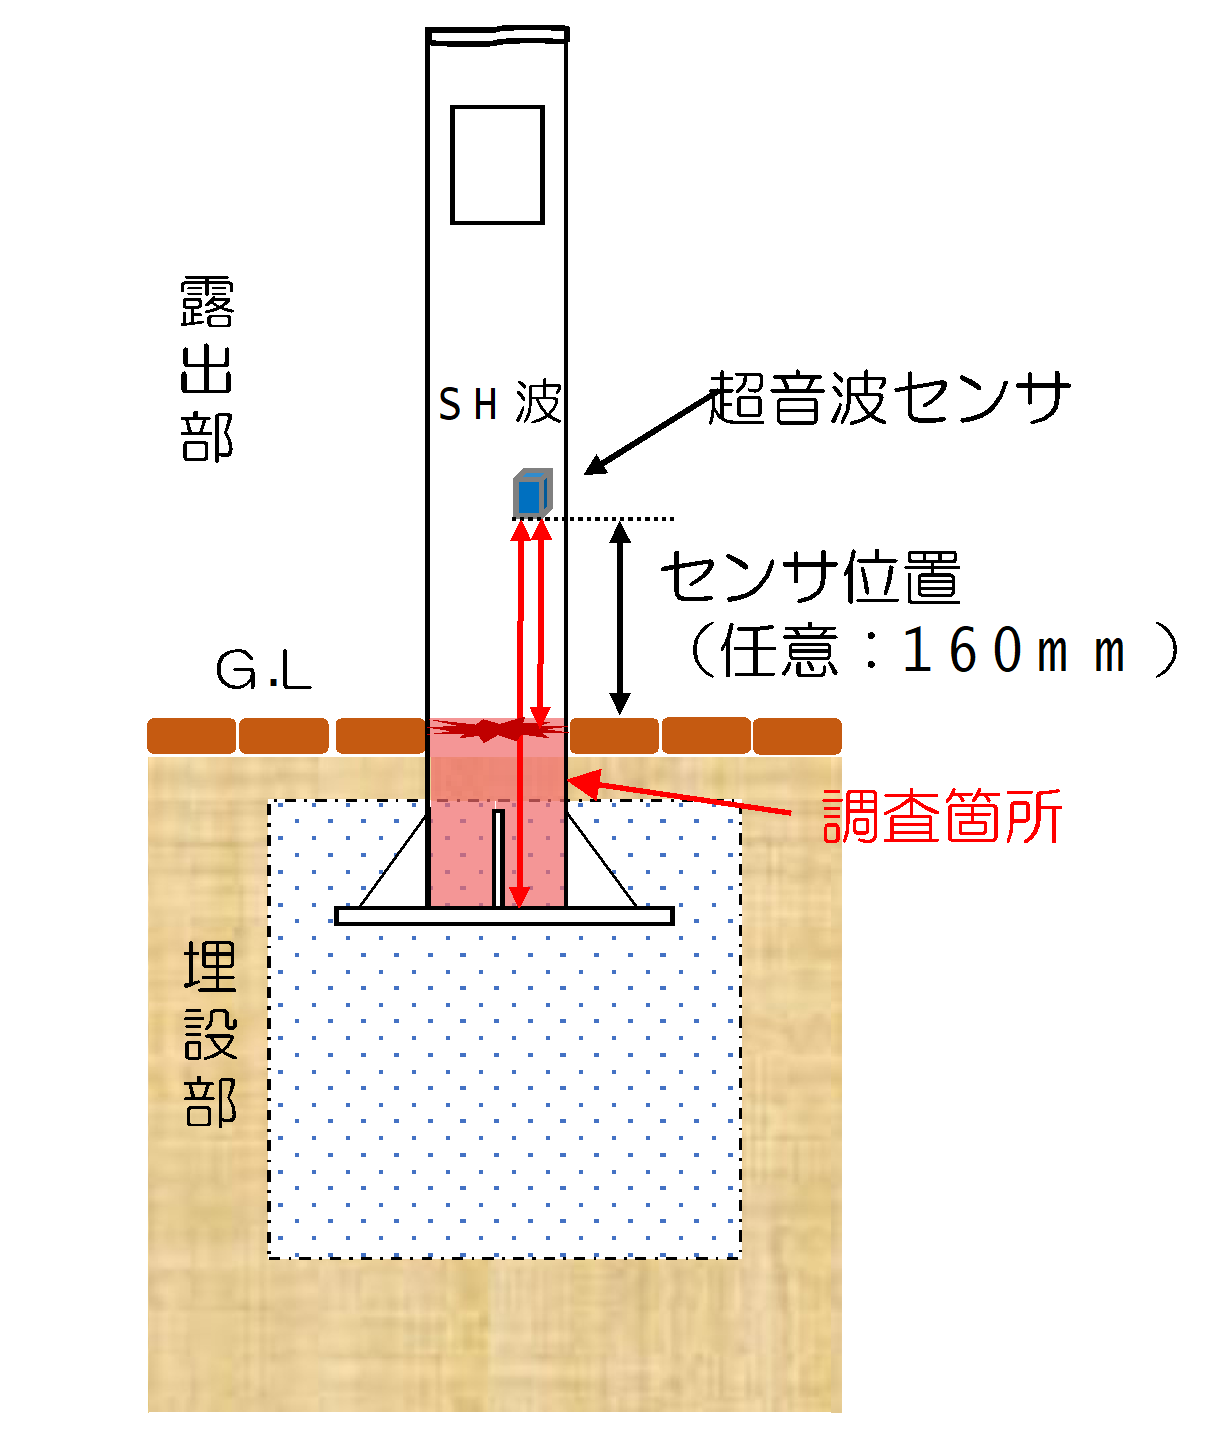 露出部
SH波
超音波センサ
センサ位置
（任意：160mm）
G.L
調査箇所
埋設部